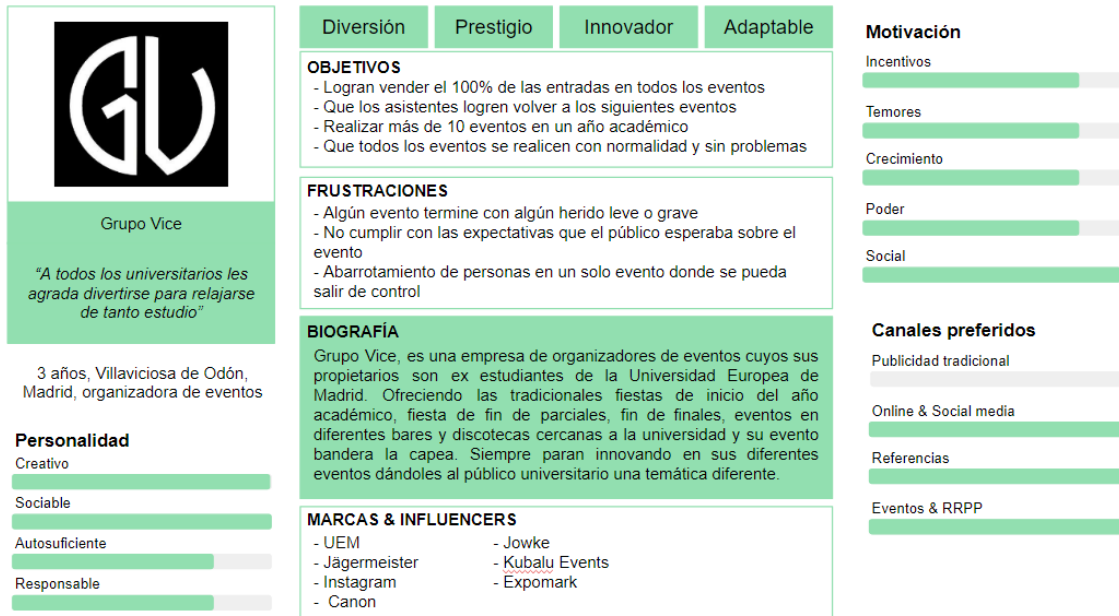 GV
Grupo Vice
“A todos los universitarios les
agrada divertirse para relajarse
de tanto estudio”
3 años, Villaviciosa de Odón,
Madrid, organizadora de eventos
Personalidad
Creativo
Sociable
Autosuficiente
Responsable
Diversión
Prestigio
Innovador
Adaptable
OBJETIVOS
- Logran vender el 100% de las entradas en todos los eventos
- Que los asistentes logren volver a los siguientes eventos
- Realizar más de 10 eventos en un año académico
- Que todos los eventos se realicen con normalidad y sin problemas
FRUSTRACIONES
- Algún evento termine con algún herido leve o grave
- No cumplir con las expectativas que el público esperaba sobre el
evento
- Abarrotamiento de personas en un solo evento donde se pueda
salir de control
BIOGRAFÍA
Grupo Vice, es una empresa de organizadores de eventos cuyos sus
propietarios son ex estudiantes de la Universidad Europea de
Madrid. Ofreciendo las tradicionales fiestas de inicio del año
académico, fiesta de fin de parciales, fin de finales, eventos en
diferentes bares y discotecas cercanas a la universidad y su evento
bandera la capea. Siempre paran innovando en sus diferentes
eventos dándoles al público universitario una temática diferente.
MARCAS & INFLUENCERS
- UEM
- Jägermeister
- Instagram
- Canon
- Jowke
- Kubalu Events
- Expomark
Motivación
Incentivos
Temores
Crecimiento
Poder
Social
Canales preferidos
Publicidad tradicional
Online & Social media
Referencias
Eventos & RRPP